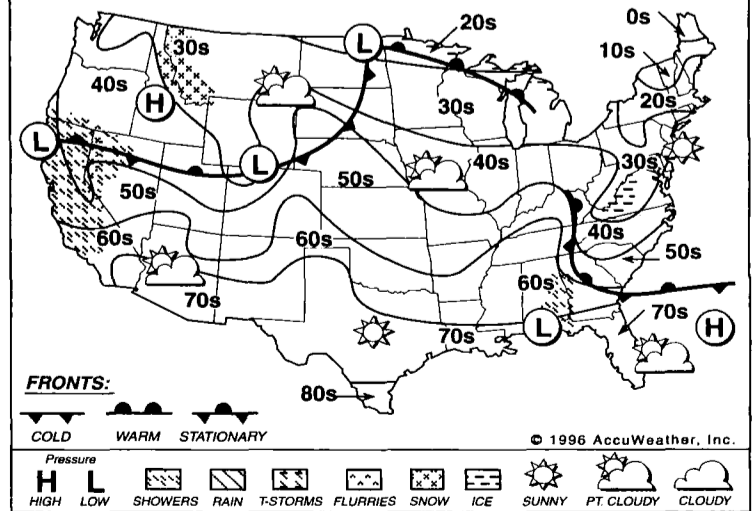 0s
20s
L
10s
30s
40s
H
30s
20s
L
40s
30s
L
50s
50s
60s
60s
40s
50s
60s
70s
70s
70s
L
H
80s
FRONTS:
COLD WARM STATIONARY
© 1996 AccuWeather, Inc.
Pressure
H L
HIGH LOW SHOWERS RAIN T-STORMS FLURRIES SNOW ICE SUNNY PT. CLOUDY CLOUDY